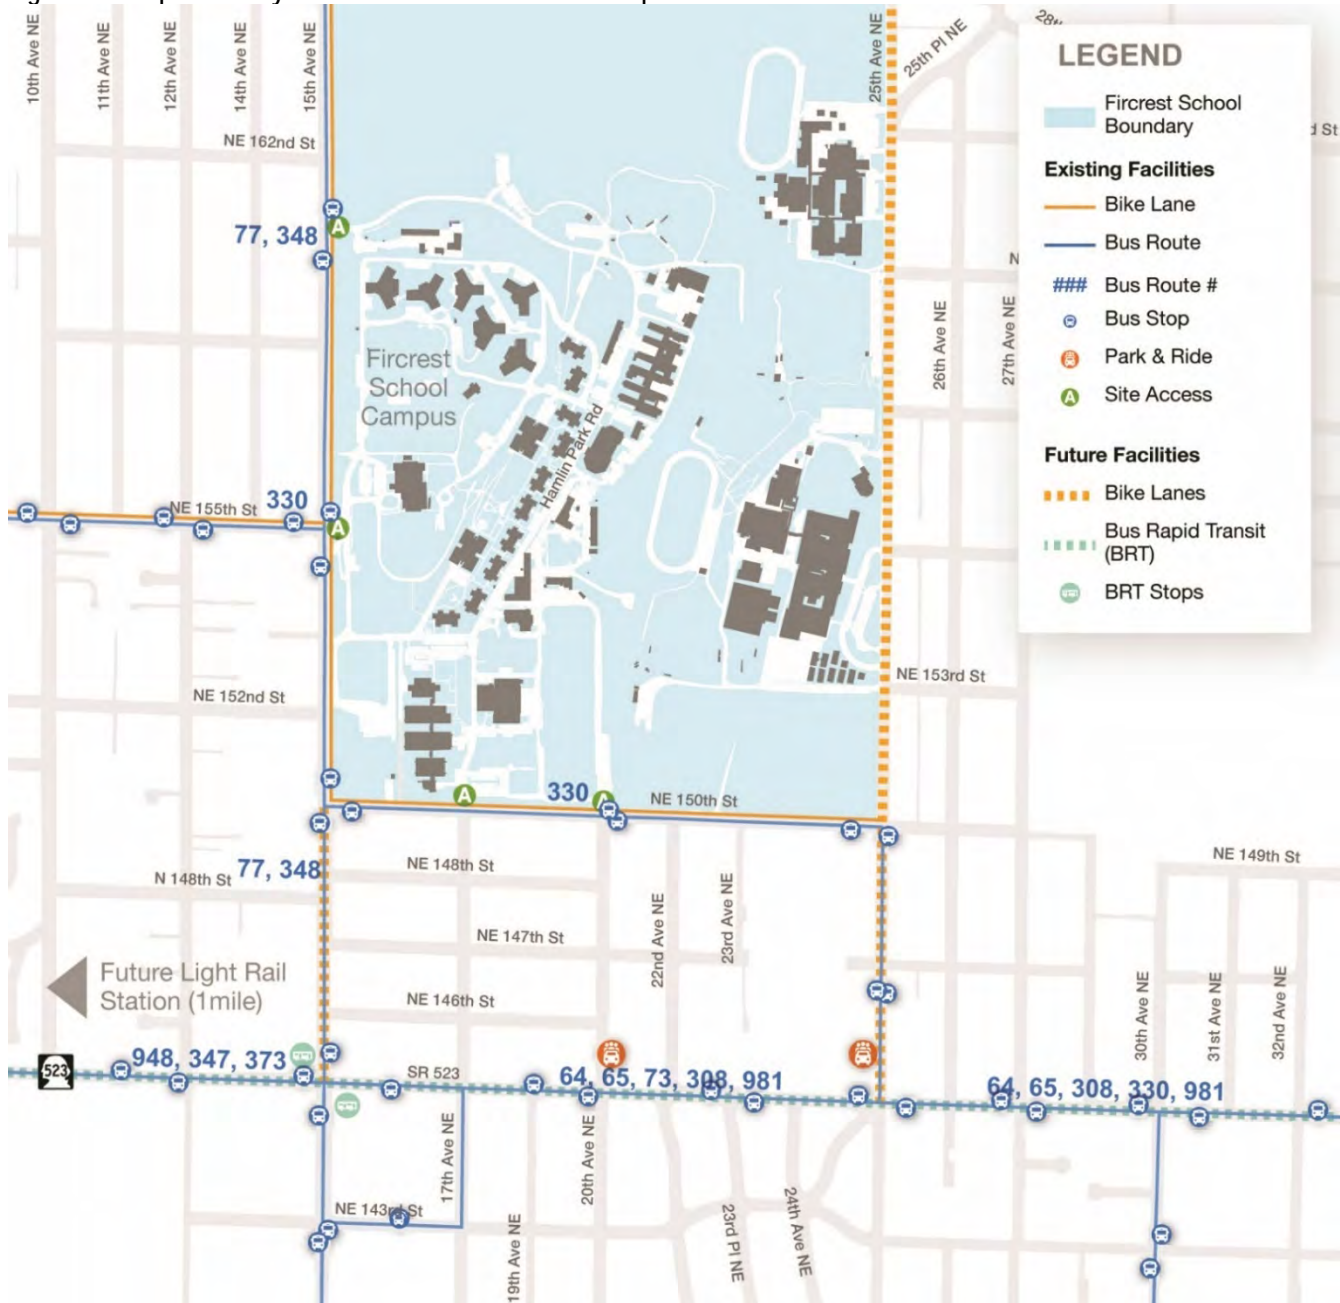 10th Ave NE
11th Ave NE
12th Ave NE
14th Ave NE
15th Ave NE
25th Ave NE
25th Pl NE
LEGEND
Fircrest School
Boundary
Existing Facilities
Bike Lane
Bus Route
### Bus Route #
Bus Stop
Park & Ride
A Site Access
Future Facilities
Bike Lanes
Bus Rapid Transit
(BRT)
BRT Stops
d St
N
NE 162nd St
A
77, 348
26th Ave NE
27th Ave NE
Fircrest
School
Campus
Hamlin Park Rd
NE 155th St
330
A
NE 153rd St
NE 152nd St
A
330
A
NE 150th St
NE 149th St
NE 148th St
77, 348
N 148th St
22nd Ave NE
23rd Ave NE
NE 147th St
Future Light Rail
Station (1mile)
NE 146th St
30th Ave NE
31st Ave NE
32nd Ave NE
523
948, 347, 373
SR 523
64, 65, 73, 308, 981
64, 65, 308, 330, 981
17th Ave NE
20th Ave NE
NE 143rd St
19th Ave NE
23rd Pl NE
24th Ave NE